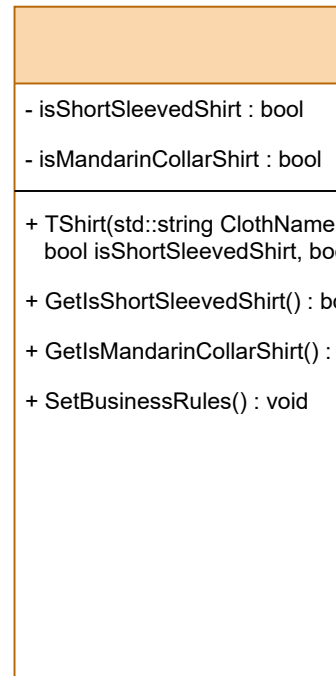 - isShortSleevedShirt : bool
- isMandarinCollarShirt : bool
+ TShirt(std::string ClothName
bool isShortSleevedShirt,
+ GetIsShortSleevedShirt() :
+ GetIsMandarinCollarShirt() :
+ SetBusinessRules() : void